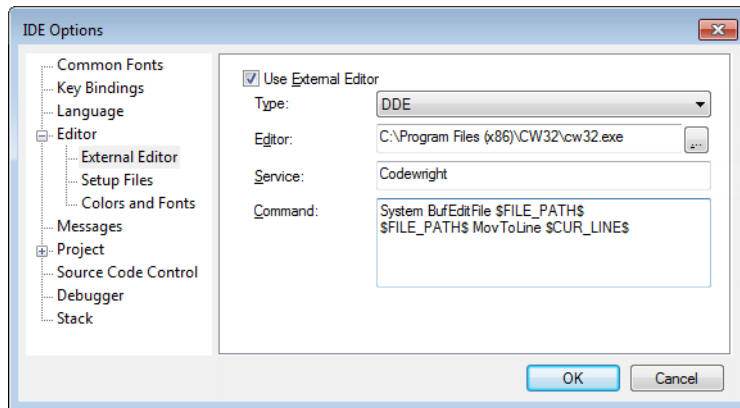 IDE Options
Common Fonts
Key Bindings
Language
Editor
External Editor
Setup Files
Colors and Fonts
Messages
Project
Source Code Control
Debugger
Stack
Use External Editor
Type:
DDE
Editor:
C:\Program Files (x86)\CW32\cw32.exe
...
Service:
Codewright
Command:
System BufEditFile $FILE_PATH$
$FILE_PATH$ MovToLine $CUR_LINE$
OK
Cancel